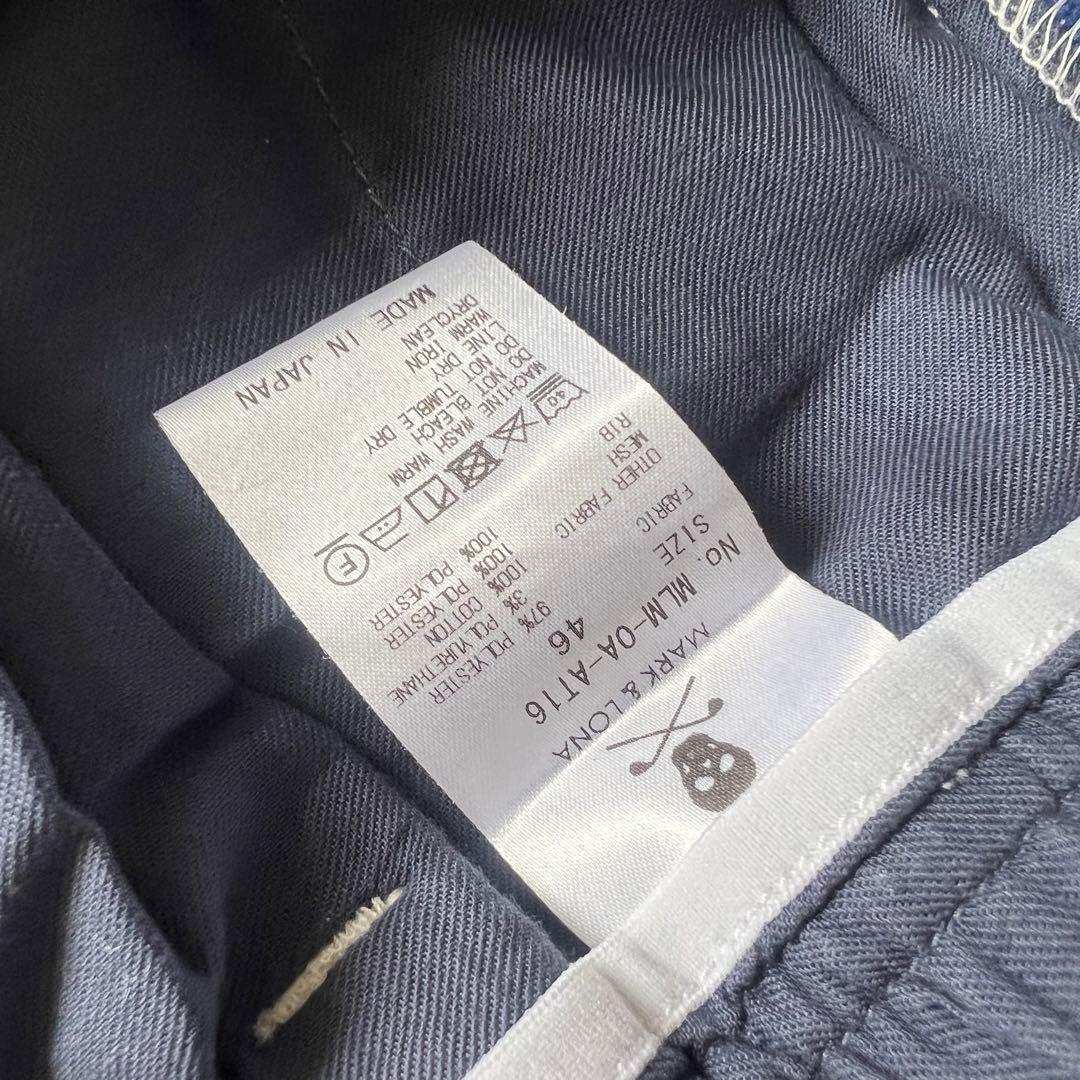 MARK & LONA
No. MLM-OA-AT16
SIZE 46
FABRIC 97% POLYESTER
3% POLYURETHANE
OTHER FABRIC 100% COTTON
MESH 100% POLYESTER
RIB 100% POLYESTER
40
F
MACHINE WASH WARM
DO NOT BLEACH
DO NOT TUMBLE DRY
LINE DRY
WARM IRON
DRYCLEAN
MADE IN JAPAN